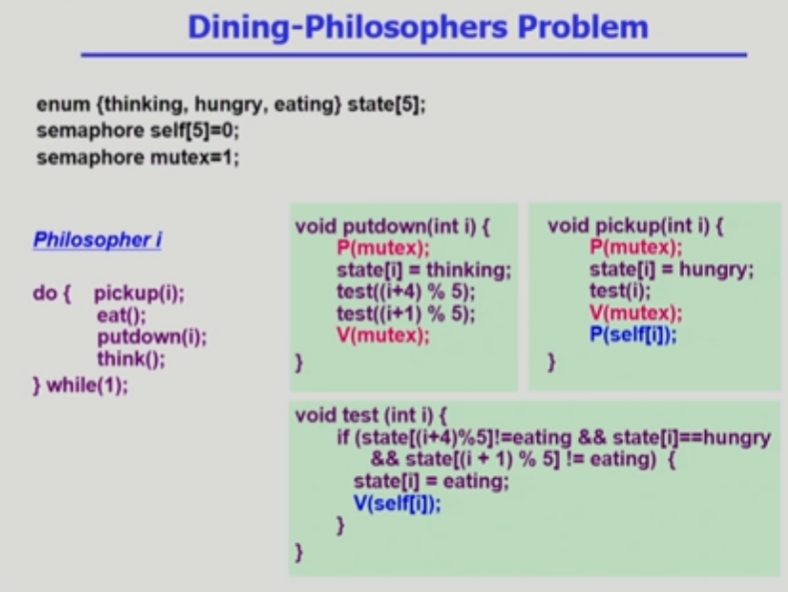 Dining-Philosophers Problem
enum {thinking, hungry, eating} state[5];
semaphore self[5]=0;
semaphore mutex=1;
Philosopher i
do { pickup(i);
eat();
putdown(i);
think();
} while(1);
void putdown(int i) {
P(mutex);
state[i] = thinking;
test((i+4) % 5);
test((i+1) % 5);
V(mutex);
}
void pickup(int i) {
P(mutex);
state[i] = hungry;
test(i);
V(mutex);
P(self[i]);
}
void test (int i) {
if (state[(i+4)%5]!=eating && state[i]==hungry
&& state[(i + 1) % 5] != eating) {
state[i] = eating;
V(self[i]);
}
}